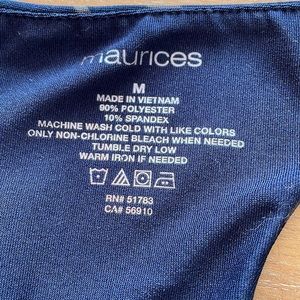 maurices
M
MADE IN VIETNAM
90% POLYESTER
10% SPANDEX
MACHINE WASH COLD WITH LIKE COLORS
ONLY NON-CHLORINE BLEACH WHEN NEEDED
TUMBLE DRY LOW
WARM IRON IF NEEDED
RN# 51783
CA# 56910